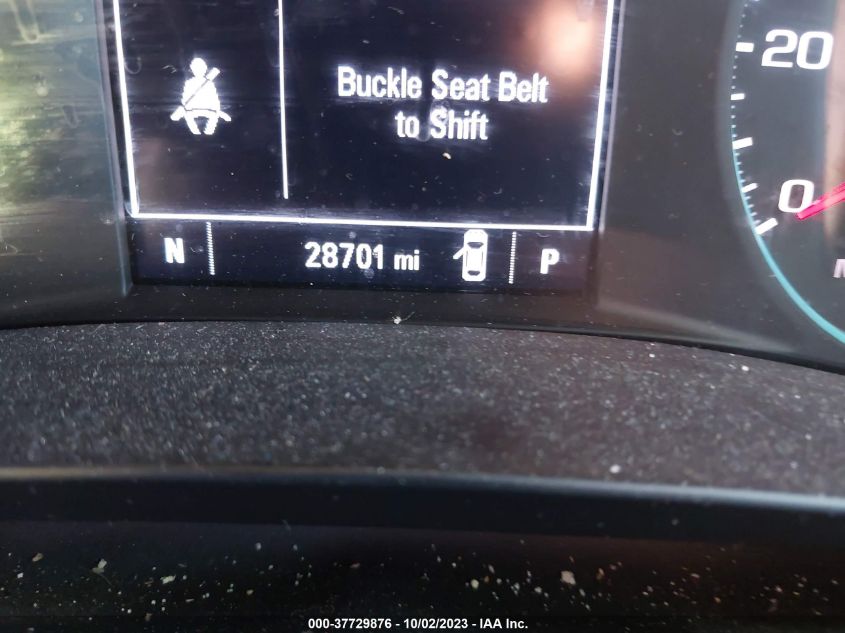 Buckle Seat Belt
to Shift
20
0
N 28701 mi P
000-37729876 - 10/02/2023 - IAA Inc.